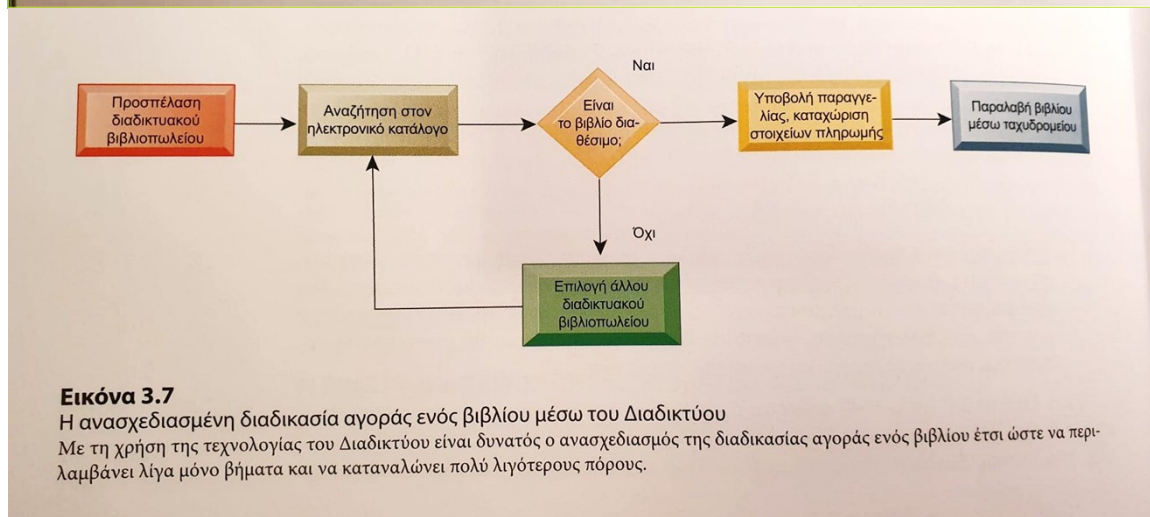 Προσπέλαση
διαδικτυακού
βιβλιοπωλείου
Αναζήτηση στον
ηλεκτρονικό κατάλογο
Είναι
το βιβλίο δια-
θέσιμο;
Ναι
Υποβολή παραγγε-
λίας, καταχώριση
στοιχείων πληρωμής
Παραλαβή βιβλίου
μέσω ταχυδρομείου
Όχι
Επιλογή άλλου
διαδικτυακού
βιβλιοπωλείου
Εικόνα 3.7
Η ανασχεδιασμένη διαδικασία αγοράς ενός βιβλίου μέσω του Διαδικτύου
Με τη χρήση της τεχνολογίας του Διαδικτύου είναι δυνατός ο ανασχεδιασμός της διαδικασίας αγοράς ενός βιβλίου έτσι ώστε να περι-
λαμβάνει λίγα μόνο βήματα και να καταναλώνει πολύ λιγότερους πόρους.